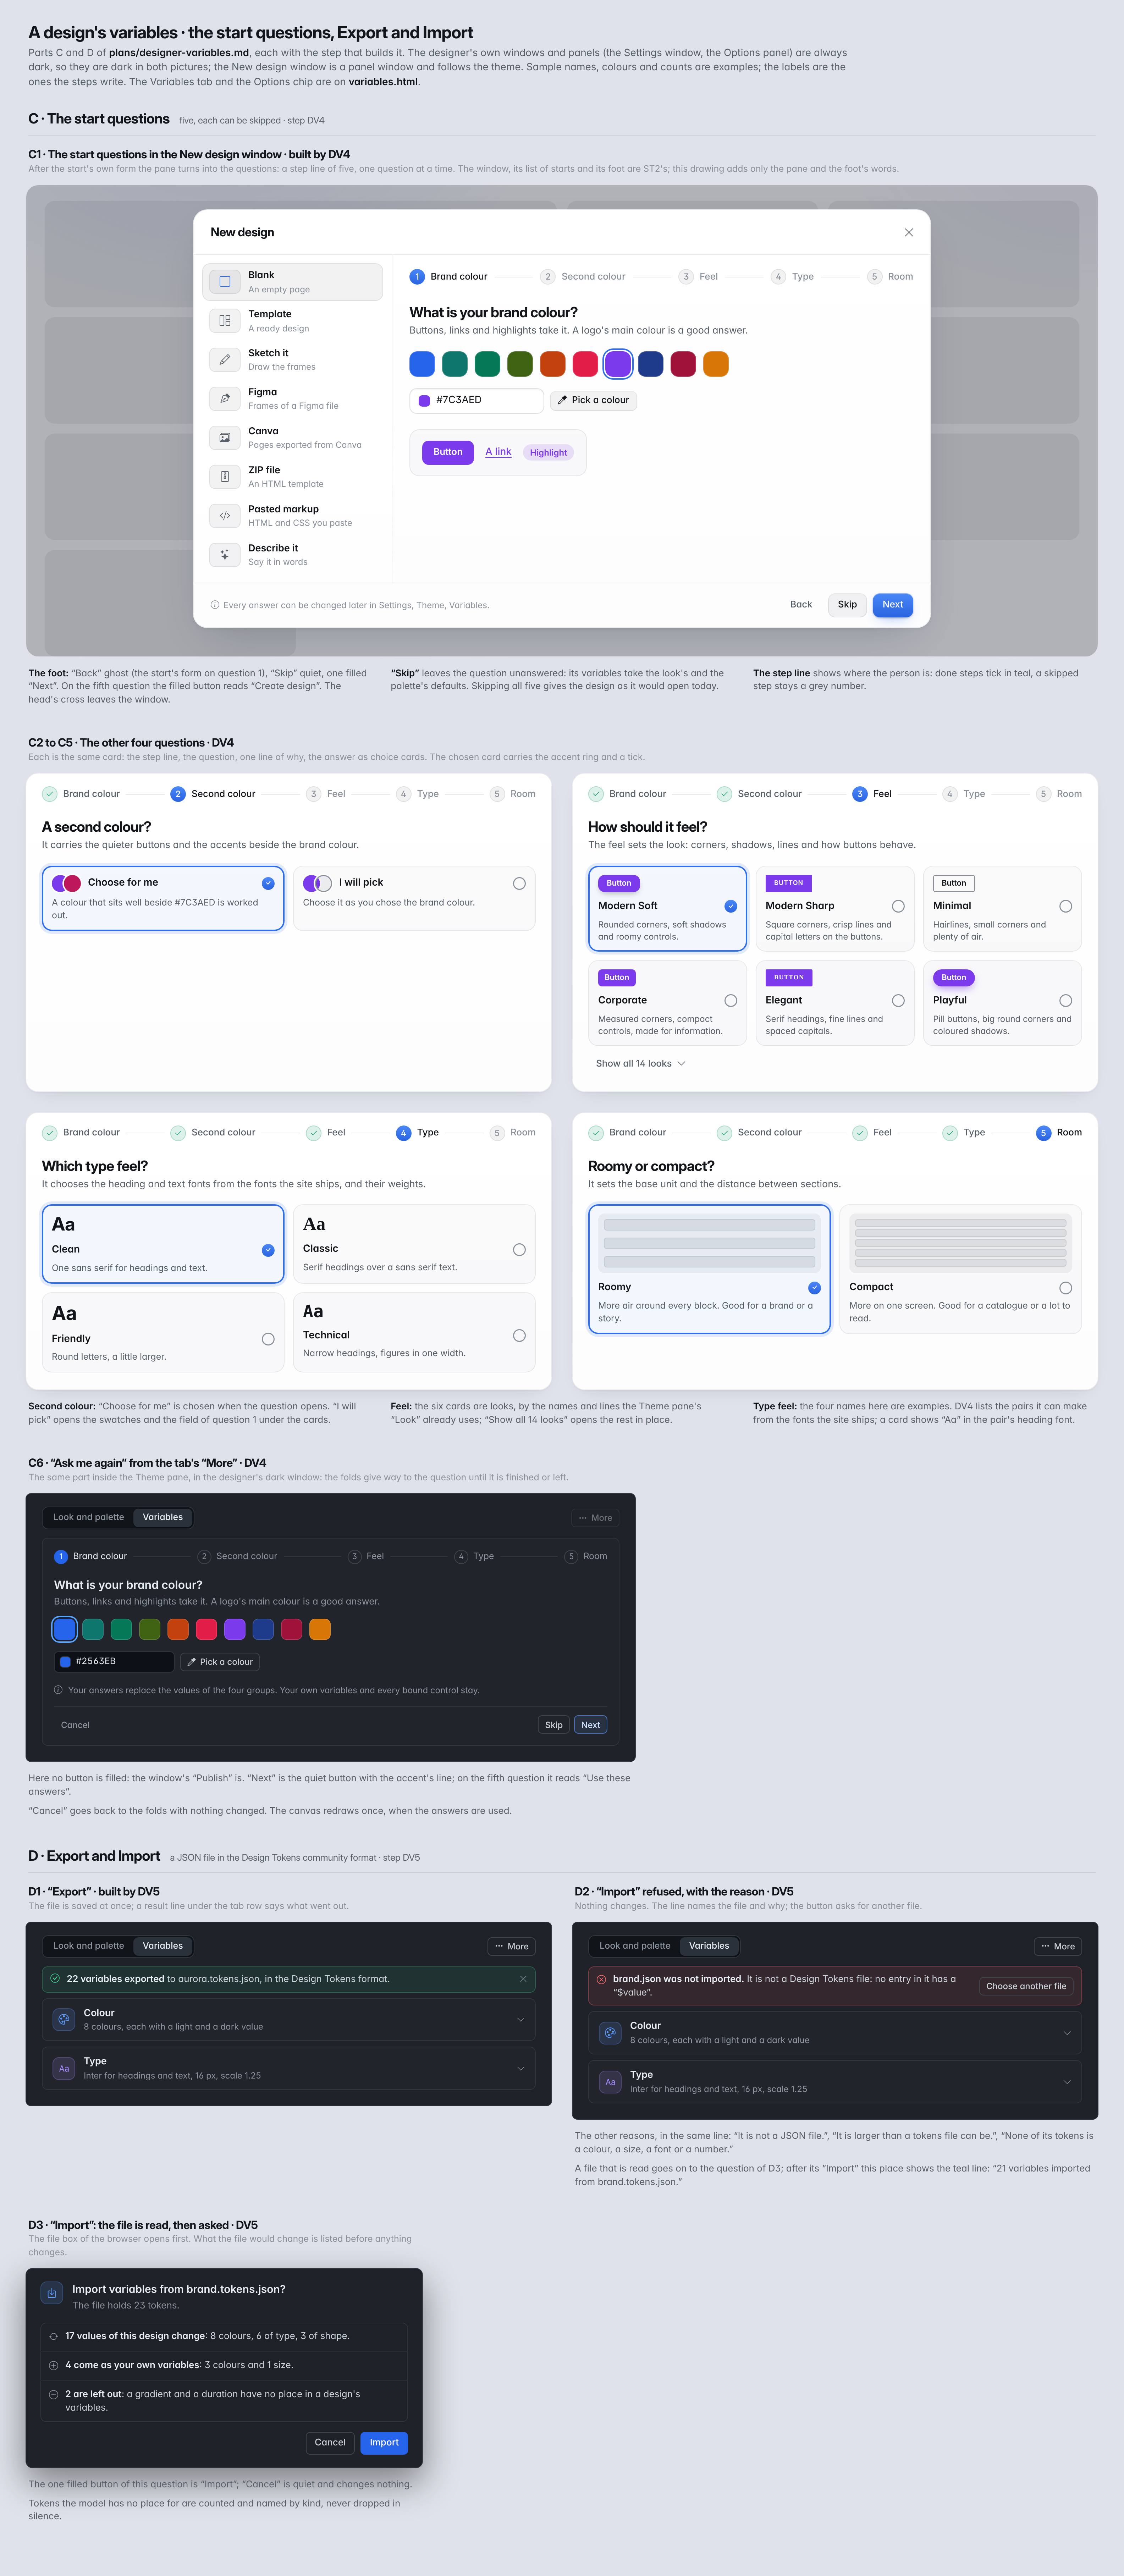 A design's variables · the start questions, Export and Import
Parts C and D of plans/designer-variables.md, each with the step that builds it. The designer's own windows and panels (the Settings window, the Options panel) are always
dark, so they are dark in both pictures; the New design window is a panel window and follows the theme. Sample names, colours and counts are examples; the labels are the
ones the steps write. The Variables tab and the Options chip are on variables.html.
C · The start questions five, each can be skipped · step DV4
C1 · The start questions in the New design window · built by DV4
After the start's own form the pane turns into the questions: a step line of five, one question at a time. The window, its list of starts and its foot are ST2's; this drawing adds only the pane and the foot's words.
New design
Blank
An empty page
Template
A ready design
Sketch it
Draw the frames
Figma
Frames of a Figma file
Canva
Pages exported from Canva
ZIP file
An HTML template
Pasted markup
HTML and CSS you paste
Describe it
Say it in words
1 Brand colour 2 Second colour 3 Feel 4 Type 5 Room
What is your brand colour?
Buttons, links and highlights take it. A logo's main colour is a good answer.
#7C3AED Pick a colour
Button A link Highlight
Every answer can be changed later in Settings, Theme, Variables.
Back Skip Next
The foot: “Back” ghost (the start's form on question 1), “Skip” quiet, one filled
“Next”. On the fifth question the filled button reads “Create design”. The
head's cross leaves the window.
“Skip” leaves the question unanswered: its variables take the look's and the
palette's defaults. Skipping all five gives the design as it would open today.
The step line shows where the person is: done steps tick in teal, a skipped
step stays a grey number.
C2 to C5 · The other four questions · DV4
Each is the same card: the step line, the question, one line of why, the answer as choice cards. The chosen card carries the accent ring and a tick.
Brand colour 2 Second colour 3 Feel 4 Type 5 Room
A second colour?
It carries the quieter buttons and the accents beside the brand colour.
Choose for me
A colour that sits well beside #7C3AED is worked
out.
I will pick
Choose it as you chose the brand colour.
Brand colour Second colour 3 Feel 4 Type 5 Room
How should it feel?
The feel sets the look: corners, shadows, lines and how buttons behave.
Button
Modern Soft
Rounded corners, soft shadows
and roomy controls.
BUTTON
Modern Sharp
Square corners, crisp lines and
capital letters on the buttons.
Button
Minimal
Hairlines, small corners and
plenty of air.
Button
Corporate
Measured corners, compact
controls, made for information.
BUTTON
Elegant
Serif headings, fine lines and
spaced capitals.
Button
Playful
Pill buttons, big round corners and
coloured shadows.
Show all 14 looks
Brand colour Second colour Feel 4 Type 5 Room
Which type feel?
It chooses the heading and text fonts from the fonts the site ships, and their weights.
Aa
Clean
One sans serif for headings and text.
Aa
Classic
Serif headings over a sans serif text.
Aa
Friendly
Round letters, a little larger.
Aa
Technical
Narrow headings, figures in one width.
Brand colour Second colour Feel Type 5 Room
Roomy or compact?
It sets the base unit and the distance between sections.
Roomy
More air around every block. Good for a brand or a
story.
Compact
More on one screen. Good for a catalogue or a lot to
read.
Second colour: “Choose for me” is chosen when the question opens. “I will
pick” opens the swatches and the field of question 1 under the cards.
Feel: the six cards are looks, by the names and lines the Theme pane's
“Look” already uses; “Show all 14 looks” opens the rest in place.
Type feel: the four names here are examples. DV4 lists the pairs it can make
from the fonts the site ships; a card shows “Aa” in the pair's heading font.
C6 · “Ask me again” from the tab's “More” · DV4
The same part inside the Theme pane, in the designer's dark window: the folds give way to the question until it is finished or left.
Look and palette Variables ··· More
1 Brand colour 2 Second colour 3 Feel 4 Type 5 Room
What is your brand colour?
Buttons, links and highlights take it. A logo's main colour is a good answer.
#2563EB Pick a colour
Your answers replace the values of the four groups. Your own variables and every bound control stay.
Cancel Skip Next
Here no button is filled: the window's “Publish” is. “Next” is the quiet button with the accent's line; on the fifth question it reads “Use these
answers”.
“Cancel” goes back to the folds with nothing changed. The canvas redraws once, when the answers are used.
D · Export and Import a JSON file in the Design Tokens community format · step DV5
D1 · “Export” · built by DV5
The file is saved at once; a result line under the tab row says what went out.
Look and palette Variables ··· More
22 variables exported to aurora.tokens.json, in the Design Tokens format.
Colour
8 colours, each with a light and a dark value
Aa Type
Inter for headings and text, 16 px, scale 1.25
D2 · “Import” refused, with the reason · DV5
Nothing changes. The line names the file and why; the button asks for another file.
Look and palette Variables ··· More
brand.json was not imported. It is not a Design Tokens file: no entry in it has a
“$value”.
Choose another file
Colour
8 colours, each with a light and a dark value
Aa Type
Inter for headings and text, 16 px, scale 1.25
The other reasons, in the same line: “It is not a JSON file.”, “It is larger than a tokens file can be.”, “None of its tokens is
a colour, a size, a font or a number.”
A file that is read goes on to the question of D3; after its “Import” this place shows the teal line: “21 variables imported
from brand.tokens.json.”
D3 · “Import”: the file is read, then asked · DV5
The file box of the browser opens first. What the file would change is listed before anything
changes.
Import variables from brand.tokens.json?
The file holds 23 tokens.
17 values of this design change: 8 colours, 6 of type, 3 of shape.
4 come as your own variables: 3 colours and 1 size.
2 are left out: a gradient and a duration have no place in a design's
variables.
Cancel Import
The one filled button of this question is “Import”; “Cancel” is quiet and changes nothing.
Tokens the model has no place for are counted and named by kind, never dropped in
silence.